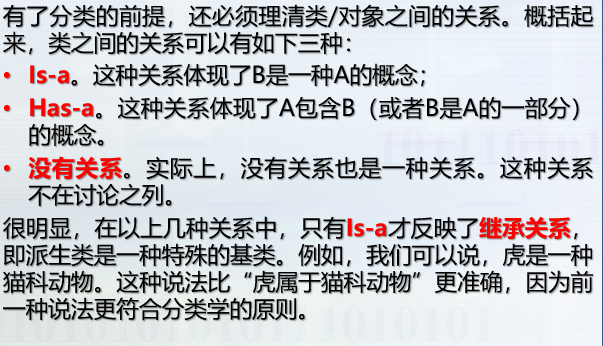 有了分类的前提，还必须理清类/对象之间的关系。概括起
来，类之间的关系可以有如下三种：
• Is-a。这种关系体现了B是一种A的概念；
• Has-a。这种关系体现了A包含B（或者B是A的一部分）
的概念。
• 没有关系。实际上，没有关系也是一种关系。这种关系
不在讨论之列。
很明显，在以上几种关系中，只有Is-a才反映了继承关系，
即派生类是一种特殊的基类。例如，我们可以说，虎是一种
猫科动物。这种说法比“虎属于猫科动物”更准确，因为前
一种说法更符合分类学的原则。